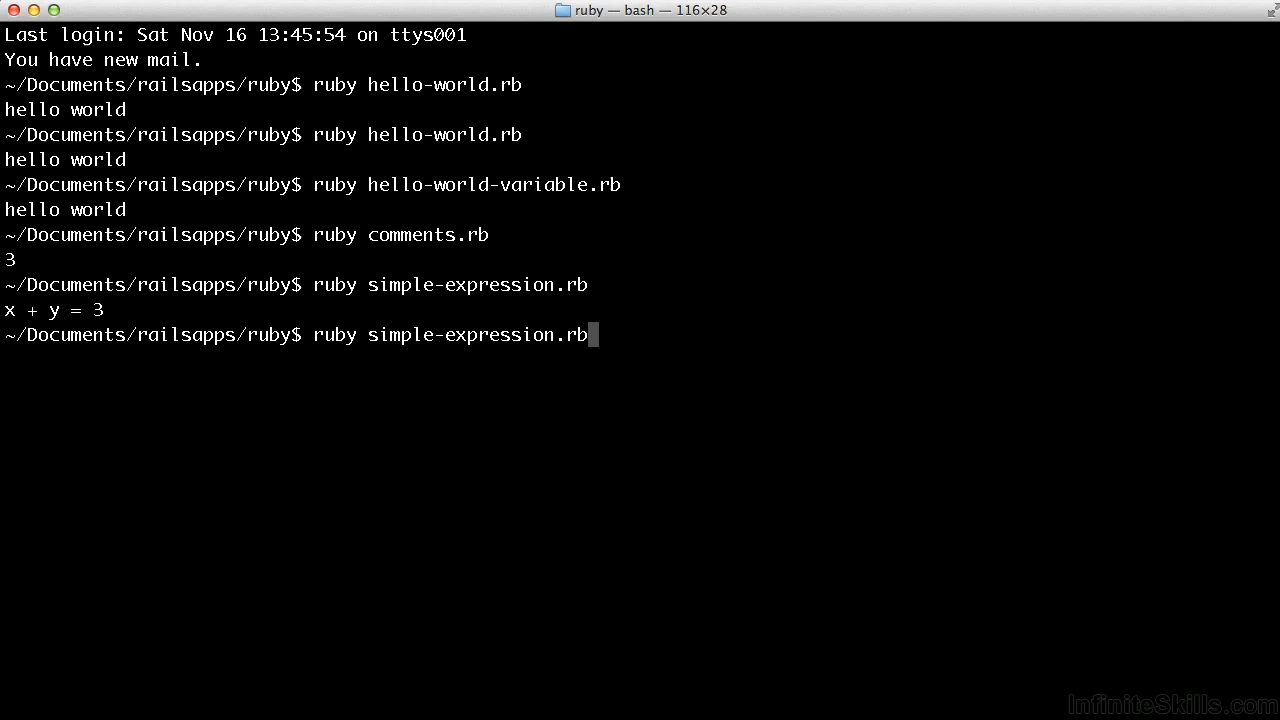 ruby — bash — 116×28
Last login: Sat Nov 16 13:45:54 on ttys001
You have new mail.
~/Documents/railsapps/ruby$ ruby hello-world.rb
hello world
~/Documents/railsapps/ruby$ ruby hello-world.rb
hello world
~/Documents/railsapps/ruby$ ruby hello-world-variable.rb
hello world
~/Documents/railsapps/ruby$ ruby comments.rb
3
~/Documents/railsapps/ruby$ ruby simple-expression.rb
x + y = 3
~/Documents/railsapps/ruby$ ruby simple-expression.rb
InfiniteSkills.com